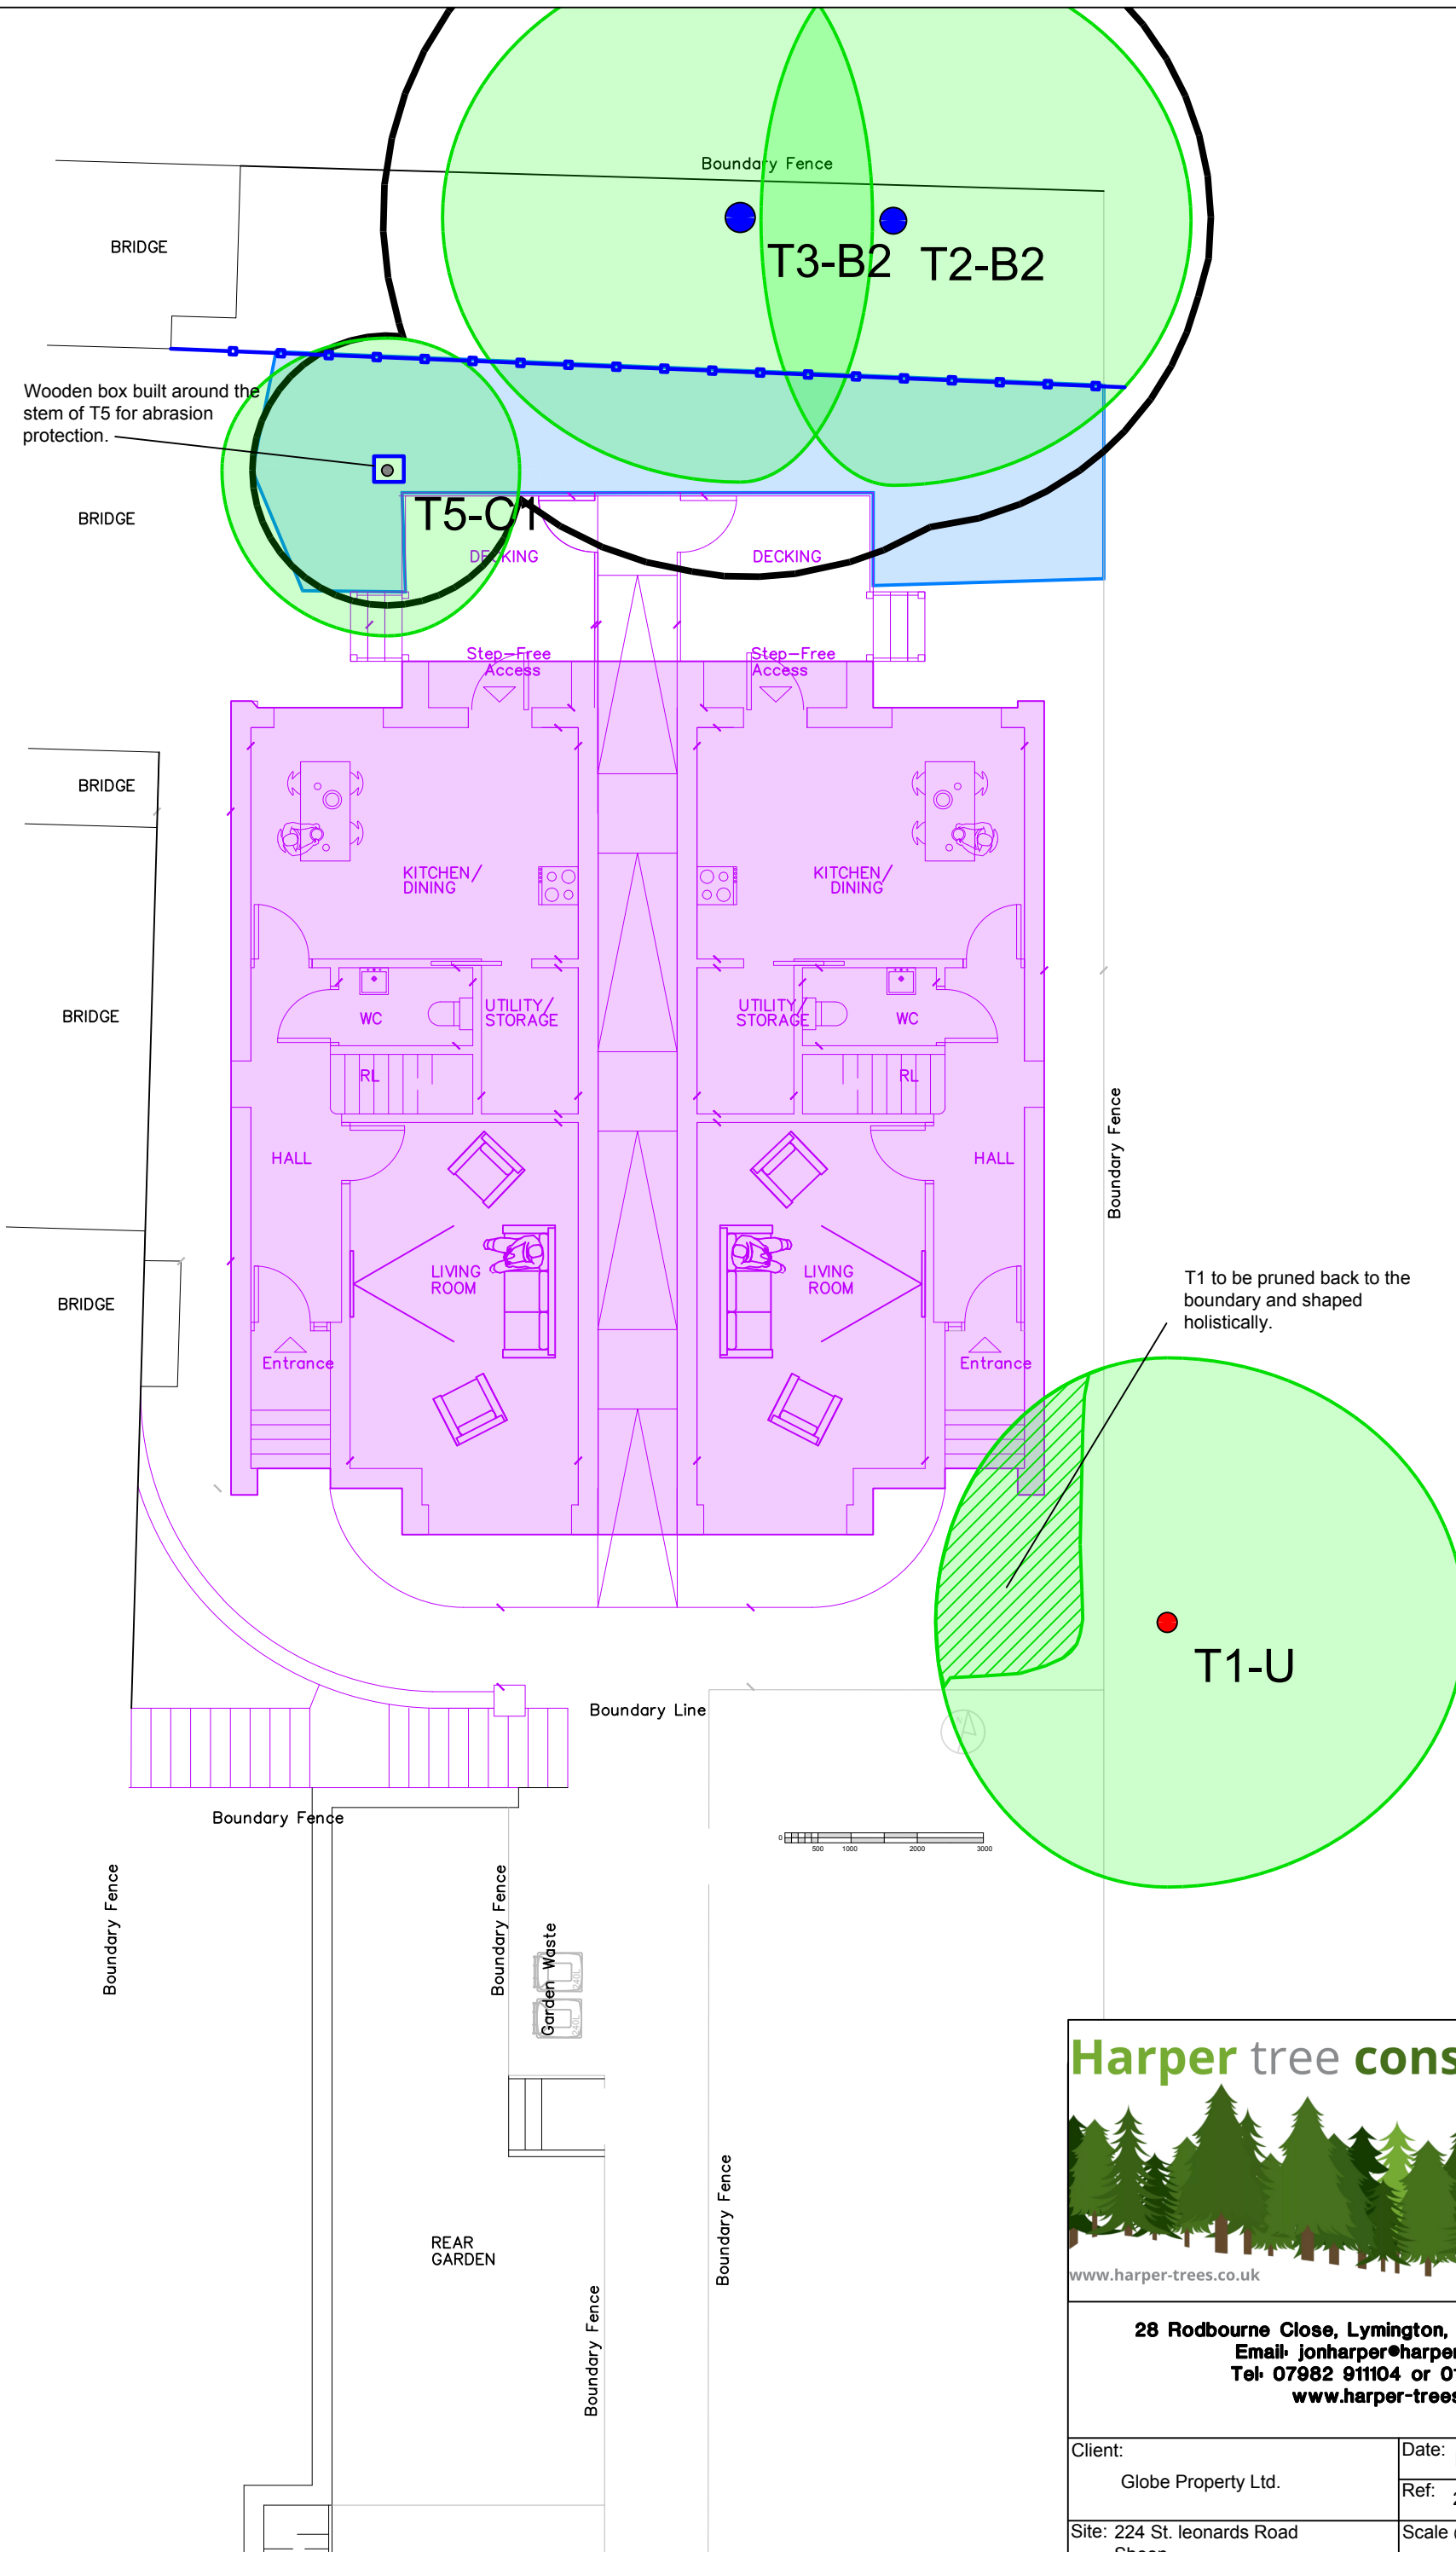 Boundary Fence
BRIDGE
T3-B2
T2-B2
Wooden box built around the
stem of T5 for abrasion
protection.
T5-C1
BRIDGE
DECKING
DECKING
Step-Free
Access
Step-Free
Access
BRIDGE
KITCHEN/
DINING
KITCHEN/
DINING
BRIDGE
WC
UTILITY/
STORAGE
UTILITY/
STORAGE
WC
RL
RL
HALL
HALL
Boundary Fence
LIVING
ROOM
LIVING
ROOM
BRIDGE
T1 to be pruned back to the
boundary and shaped
holistically.
Entrance
Entrance
T1-U
Boundary Line
N
Boundary Fence
0
500
1000
2000
3000
Boundary Fence
Boundary Fence
Garden Waste
240L
240L
Boundary Fence
REAR
GARDEN
Boundary Fence
Harper tree cons
www.harper-trees.co.uk
28 Rodbourne Close, Lymington,
Email: jonharper@harper
Tel: 07982 911104 or 01
www.harper-trees
Client:
Globe Property Ltd.
Date:
Ref:
Site: 224 St. leonards Road
Sheen
Scale